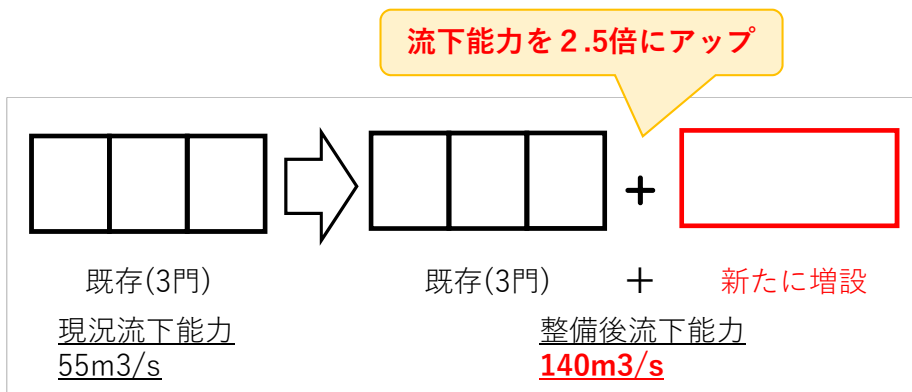 流下能力を２.5倍にアップ
+
既存(3門)
既存(3門) + 新たに増設
現況流下能力
55m3/s
整備後流下能力
140m3/s